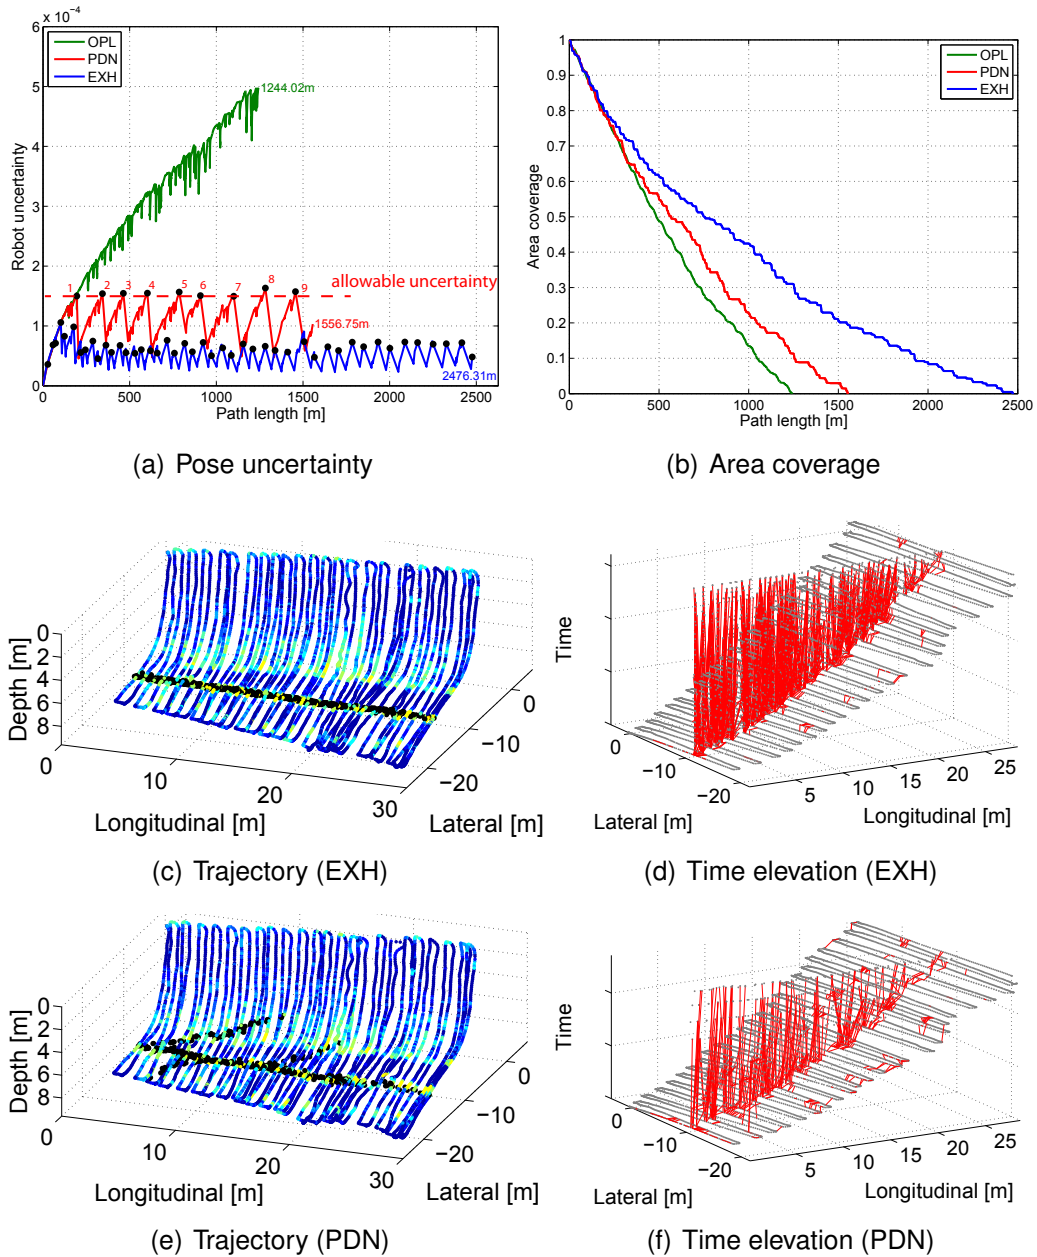 x 10⁻⁴
6
5
4
3
2
1
0
Robot uncertainty
OPL
PDN
EXH
1244.02m
allowable uncertainty
1 2 3 4 5 6 7 8 9
1556.75m
2476.31m
0 500 1000 1500 2000 2500
Path length [m]
(a) Pose uncertainty
1
0.9
0.8
0.7
0.6
0.5
0.4
0.3
0.2
0.1
0
Area coverage
OPL
PDN
EXH
0 500 1000 1500 2000 2500
Path length [m]
(b) Area coverage
0
2
4
6
8
Depth [m]
0 10 20 30
Longitudinal [m]
0
−10
−20
Lateral [m]
(c) Trajectory (EXH)
Time
0
−10
−20
Lateral [m]
5 10 15 20 25
Longitudinal [m]
(d) Time elevation (EXH)
0
2
4
6
8
Depth [m]
0 10 20 30
Longitudinal [m]
0
−10
−20
Lateral [m]
(e) Trajectory (PDN)
Time
0
−10
−20
Lateral [m]
5 10 15 20 25
Longitudinal [m]
(f) Time elevation (PDN)